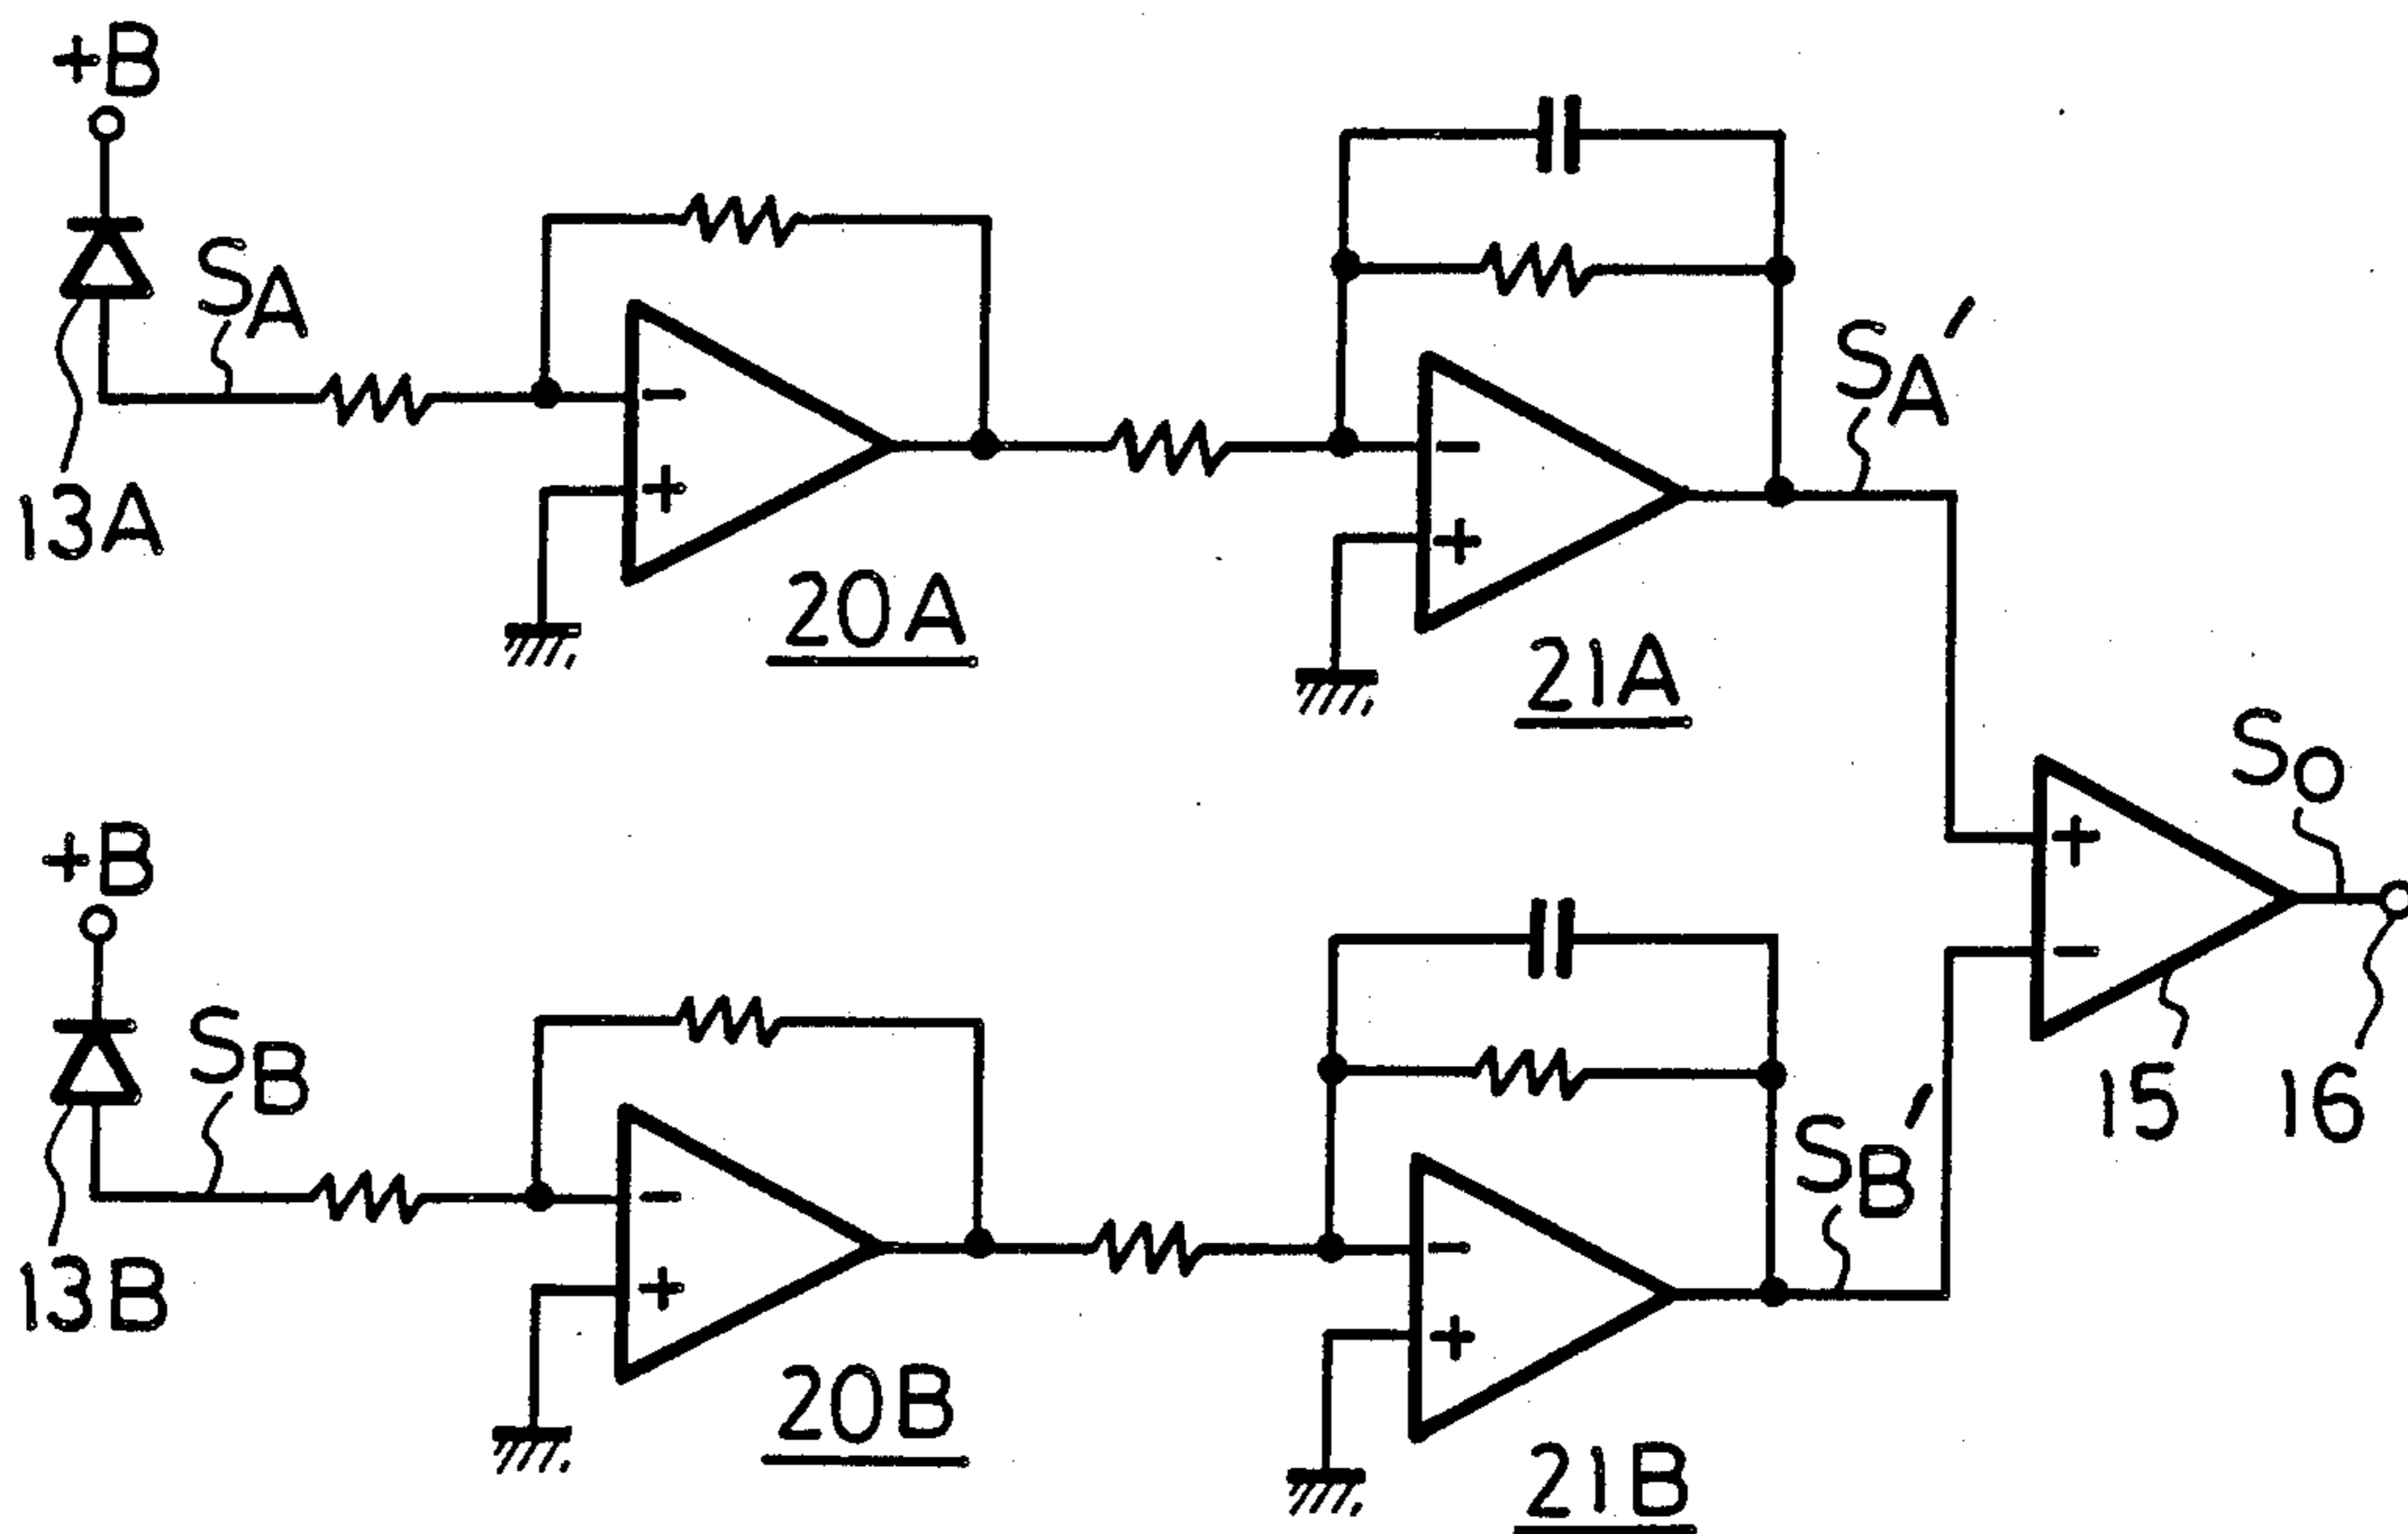 +B
SA
13A
−
+
20A
−
+
21A
SA'
+B
SB
13B
−
+
20B
−
+
21B
SB'
+
−
SO
15
16